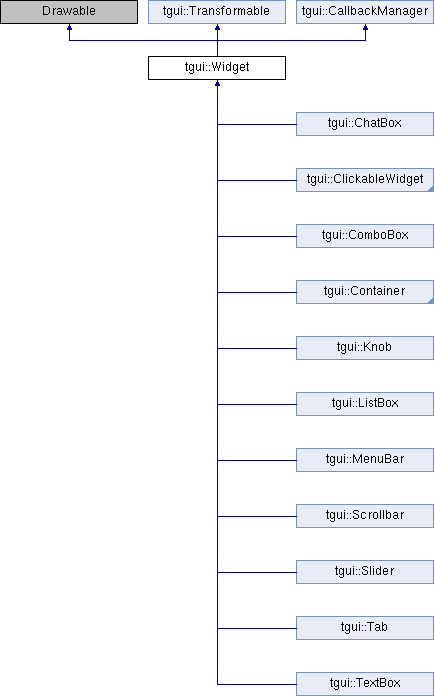 Drawable
tgui::Transformable
tgui::CallbackManager
tgui::Widget
tgui::ChatBox
tgui::ClickableWidget
tgui::ComboBox
tgui::Container
tgui::Knob
tgui::ListBox
tgui::MenuBar
tgui::Scrollbar
tgui::Slider
tgui::Tab
tgui::TextBox